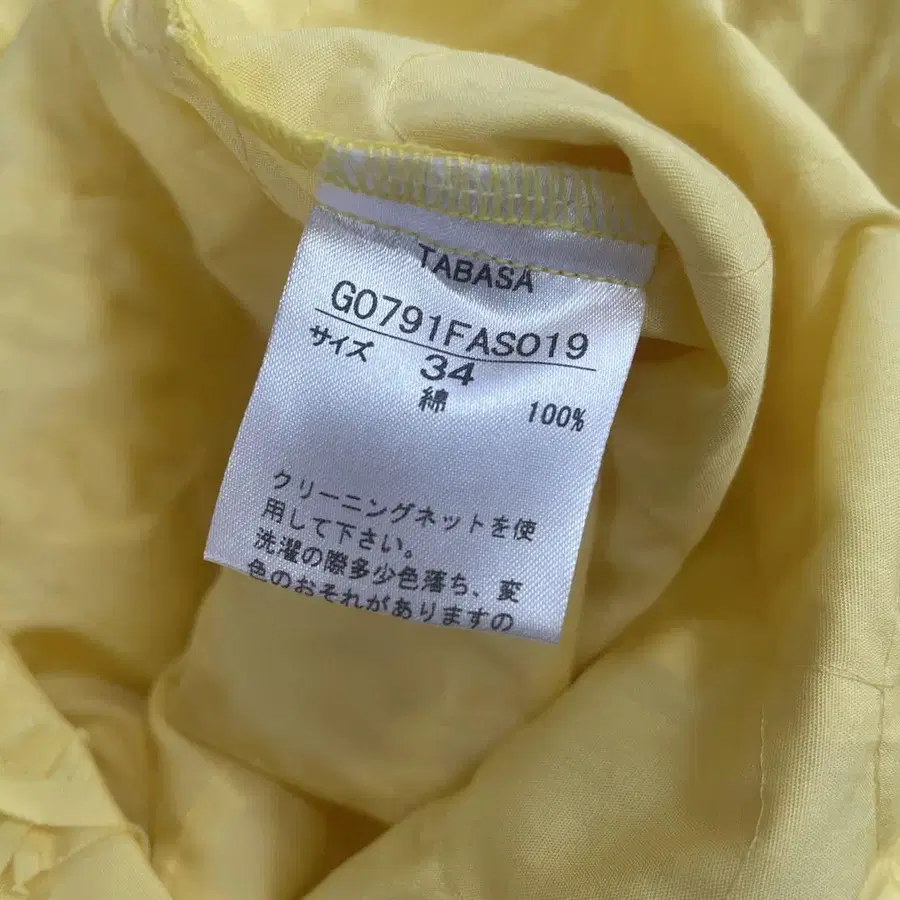 TABASA
G0791FAS019
サイズ 34
綿 100%
クリーニングネットを使
用して下さい。
洗濯の際多少色落ち、変
色のおそれがありますの